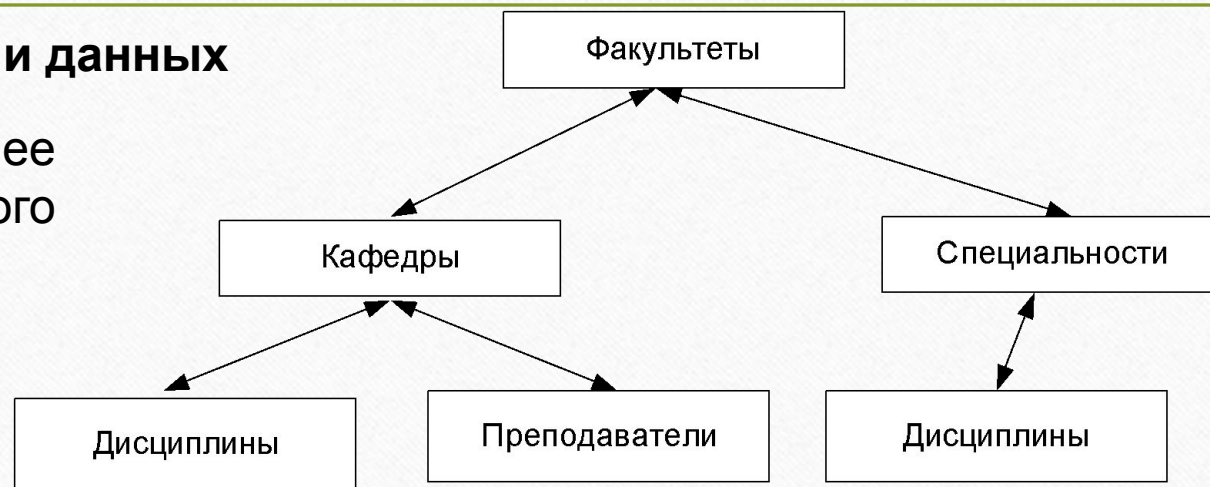 и данных
ее
ого
Факультеты
Кафедры
Специальности
Дисциплины
Преподаватели
Дисциплины